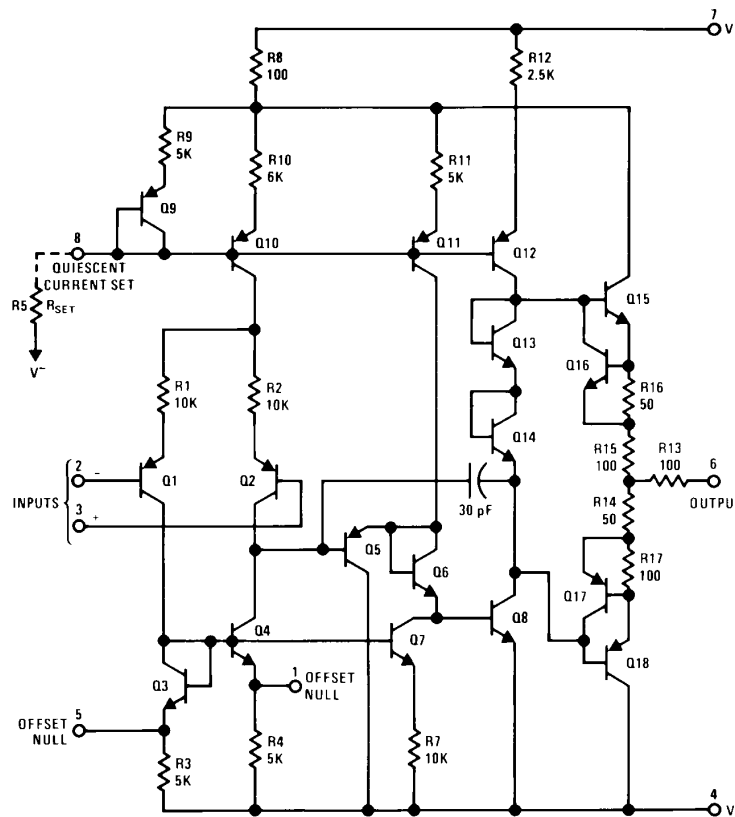 7
V
R8
100
R12
2.5K
R9
5K
R10
6K
R11
5K
Q9
8
QUIESCENT
CURRENT SET
Q10
Q11
Q12
R5
RSET
V-
Q15
Q13
Q16
R1
10K
R2
10K
R16
50
Q14
R15
100
R13
100
6
OUTPU
2
-
Q1
Q2
INPUTS
3
+
30 pF
R14
50
Q5
Q6
R17
100
Q17
Q4
Q7
Q8
Q18
Q3
1
OFFSET
NULL
5
OFFSET
NULL
R3
5K
R4
5K
R7
10K
4
V